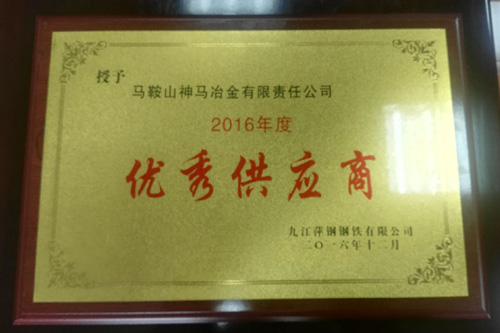 授予
马鞍山神马冶金有限责任公司
2016年度
优秀供应商
九江萍钢钢铁有限公司
二〇一六年十二月